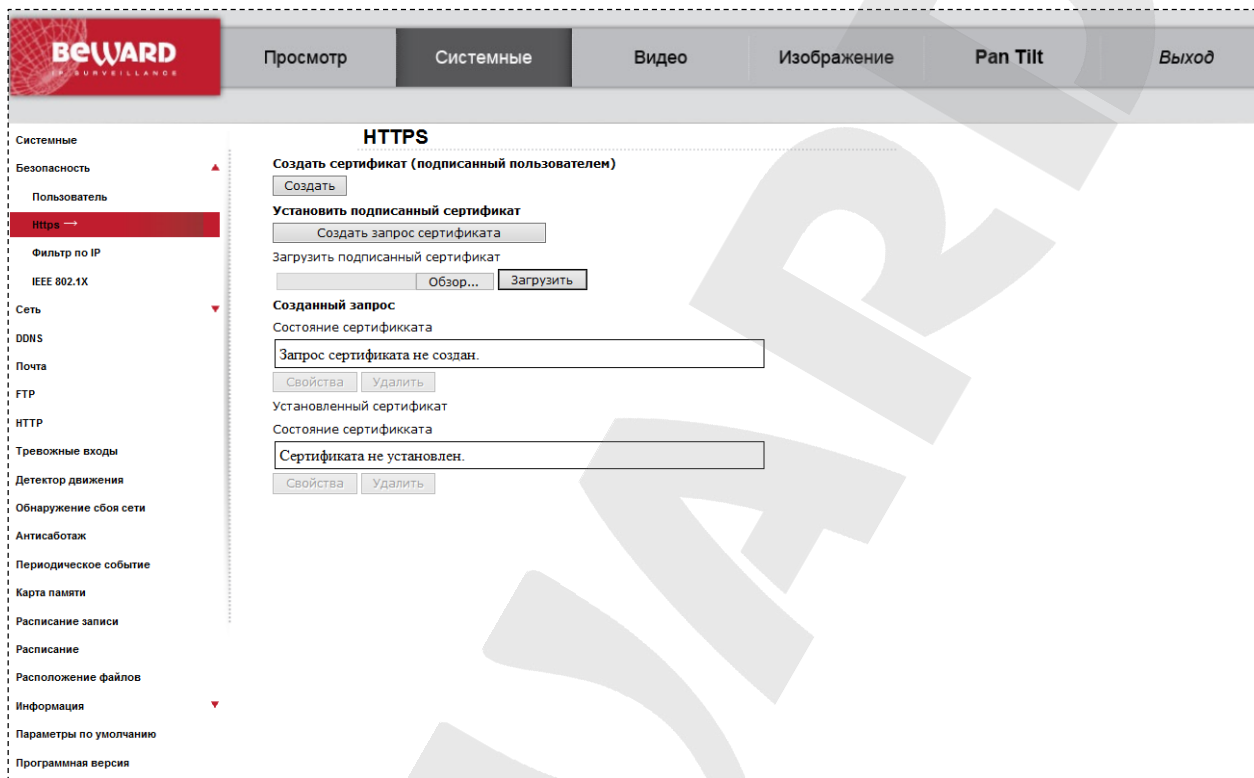 BEWARD
IP SURVEILLANCE
Просмотр
Системные
Видео
Изображение
Pan Tilt
Выход
Системные
Безопасность
Пользователь
Https →
Фильтр по IP
IEEE 802.1X
Сеть
DDNS
Почта
FTP
HTTP
Тревожные входы
Детектор движения
Обнаружение сбоя сети
Антисаботаж
Периодическое событие
Карта памяти
Расписание записи
Расписание
Расположение файлов
Информация
Параметры по умолчанию
Программная версия
HTTPS
Создать сертификат (подписанный пользователем)
Создать
Установить подписанный сертификат
Создать запрос сертификата
Загрузить подписанный сертификат
Обзор... Загрузить
Созданный запрос
Состояние сертификката
Запрос сертификата не создан.
Свойства Удалить
Установленный сертификат
Состояние сертификката
Сертификата не установлен.
Свойства Удалить